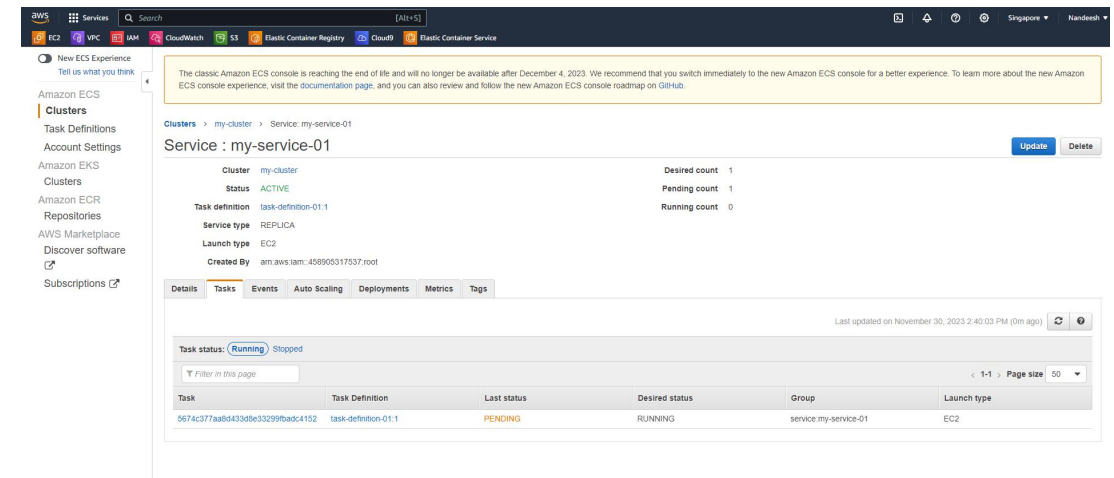 aws Services Search [Alt+S] Singapore ▼ Nandeesh ▼
EC2 VPC IAM CloudWatch S3 Elastic Container Registry Cloud9 Elastic Container Service
New ECS Experience
Tell us what you think
Amazon ECS
Clusters
Task Definitions
Account Settings
Amazon EKS
Clusters
Amazon ECR
Repositories
AWS Marketplace
Discover software
Subscriptions
The classic Amazon ECS console is reaching the end of life and will no longer be available after December 4, 2023. We recommend that you switch immediately to the new Amazon ECS console for a better experience. To learn more about the new Amazon
ECS console experience, visit the documentation page, and you can also review and follow the new Amazon ECS console roadmap on GitHub.
Clusters > my-cluster > Service: my-service-01
Service : my-service-01 Update Delete
Cluster my-cluster Desired count 1
Status ACTIVE Pending count 1
Task definition task-definition-01:1 Running count 0
Service type REPLICA
Launch type EC2
Created By arn:aws:iam::458905317537:root
Details Tasks Events Auto Scaling Deployments Metrics Tags
Last updated on November 30, 2023 2:40:03 PM (0m ago)
Task status: Running Stopped
Filter in this page < 1-1 > Page size 50
Task Task Definition Last status Desired status Group Launch type
5674c377aa8d433d8e33299fbadc4152 task-definition-01:1 PENDING RUNNING service:my-service-01 EC2